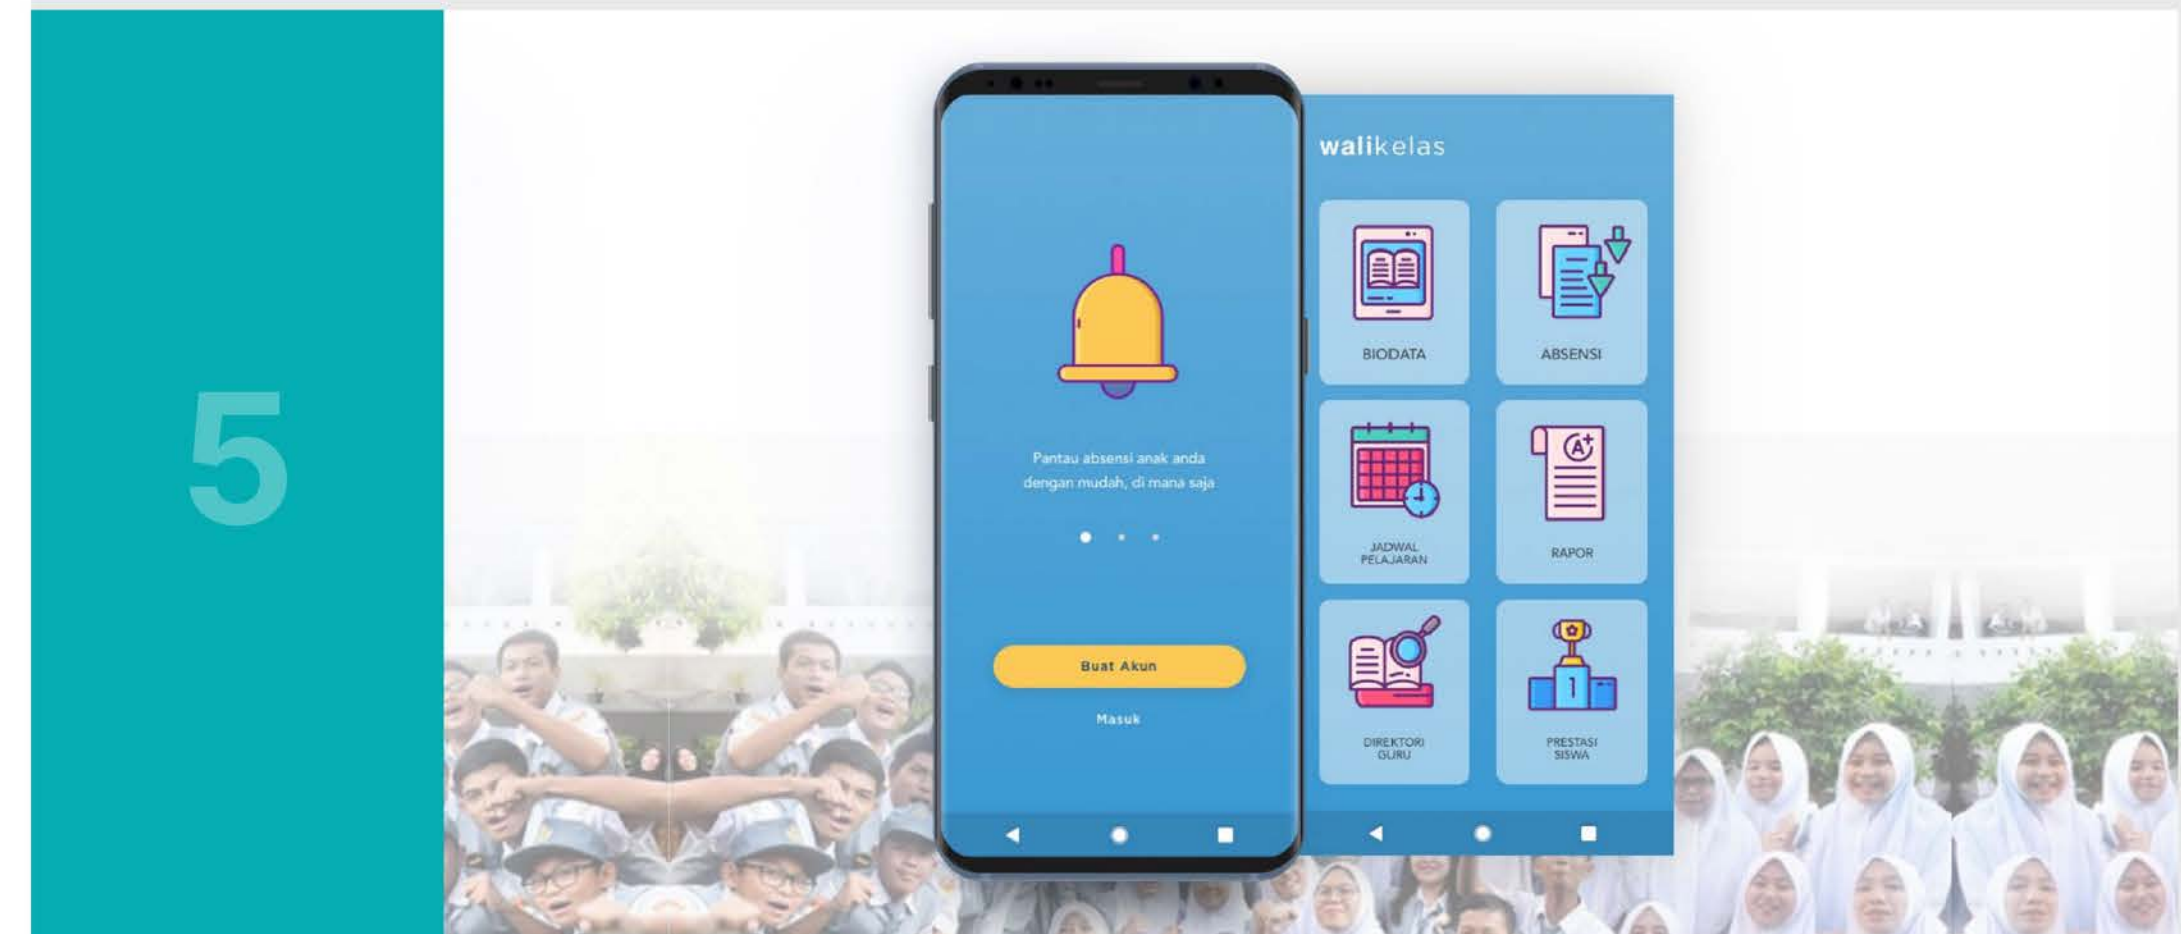 5
Pantau absensi anak anda
dengan mudah, di mana saja
Buat Akun
Masuk
walikelas
BIODATA
ABSENSI
JADWAL
PELAJARAN
A+
RAPOR
DIREKTORI
GURU
1
PRESTASI
SISWA